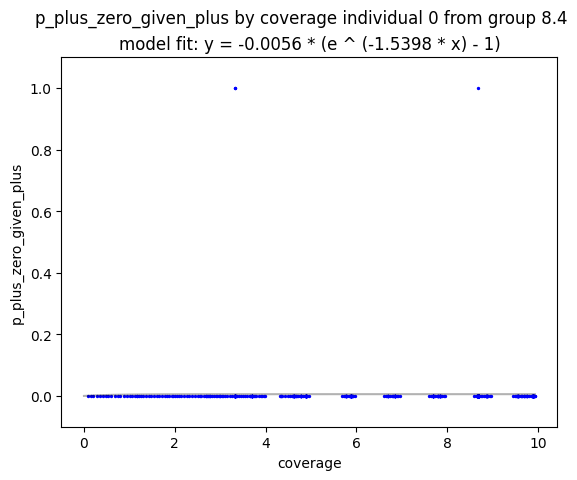 p_plus_zero_given_plus by coverage individual 0 from group 8.4
model fit: y = -0.0056 * (e ^ (-1.5398 * x) - 1)
1.0
0.8
0.6
0.4
0.2
0.0
p_plus_zero_given_plus
0 2 4 6 8 10
coverage